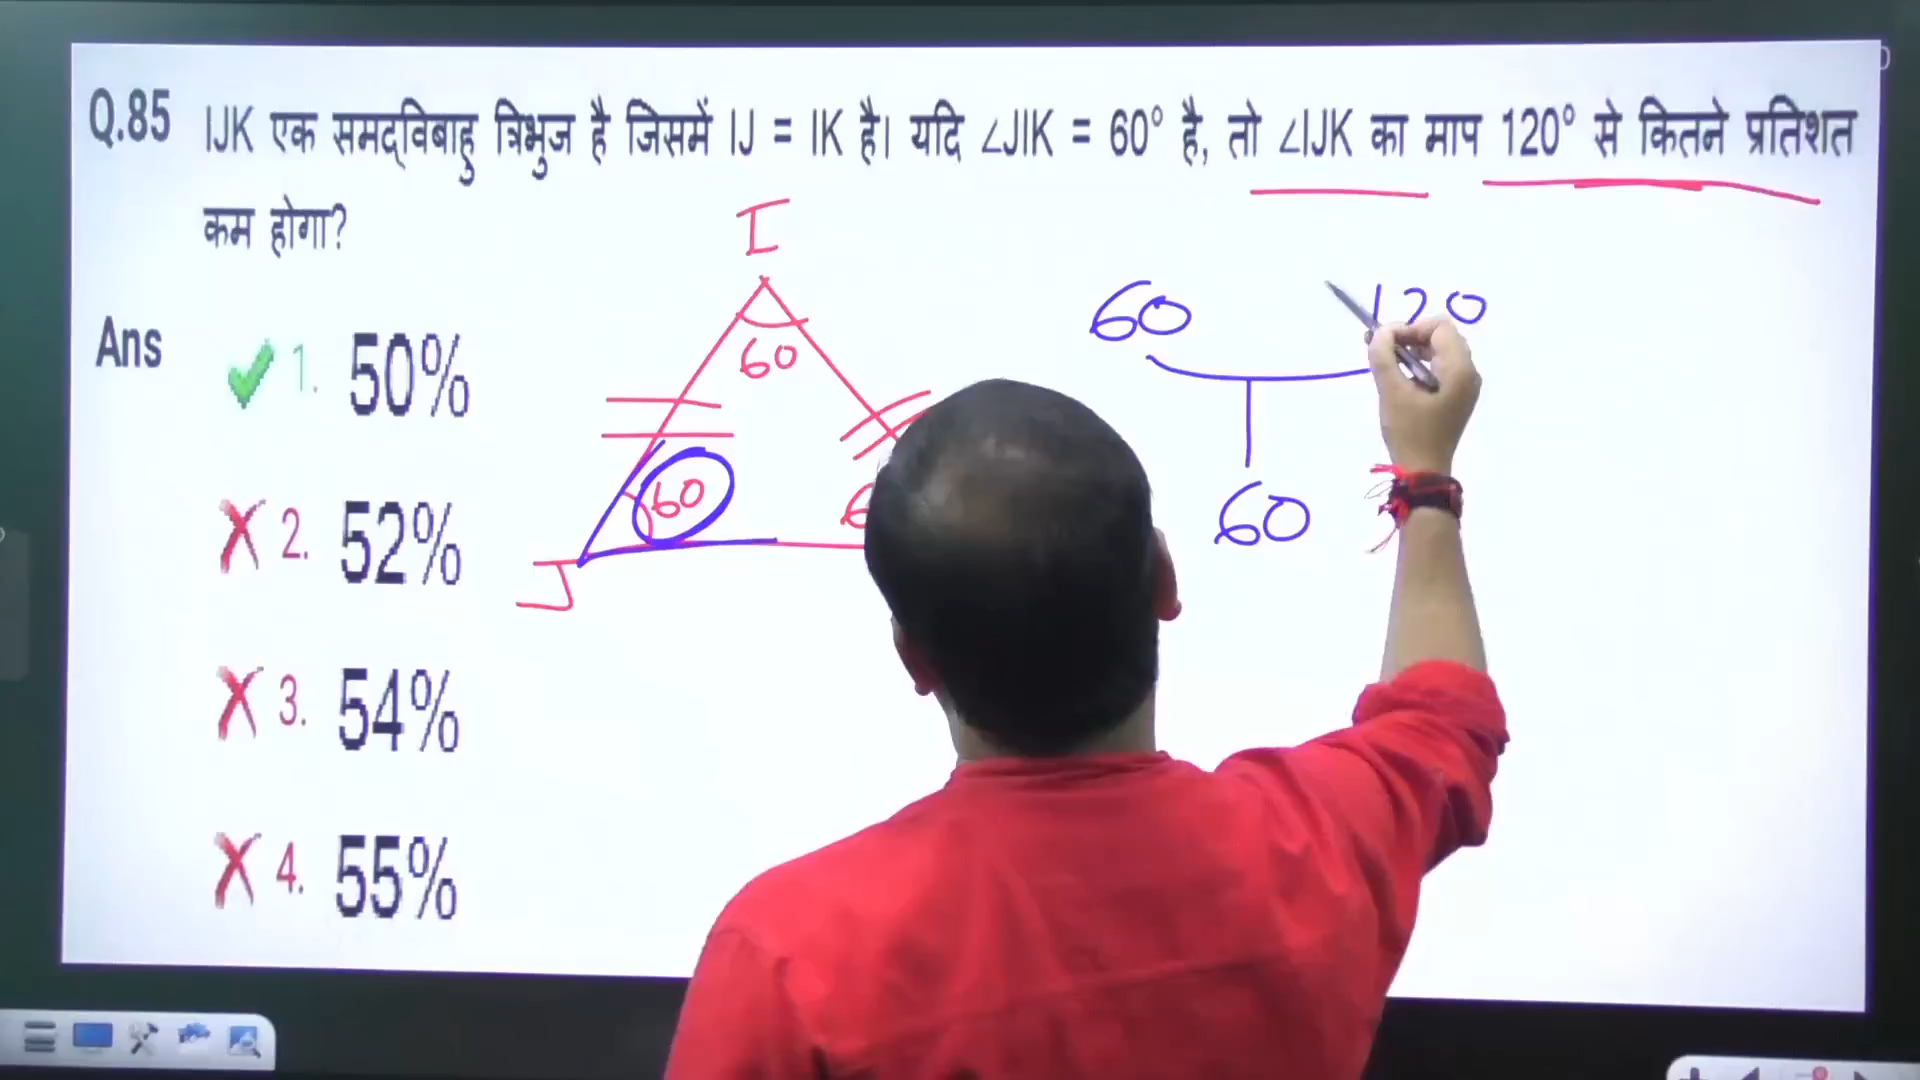 Q.85 IJK एक समद्विबाहु त्रिभुज है जिसमें IJ = IK है। यदि ∠JIK = 60° है, तो ∠IJK का माप 120° से कितने प्रतिशत
कम होगा?
I
60
60
J
60 120
60
Ans 1. 50%
2. 52%
3. 54%
4. 55%